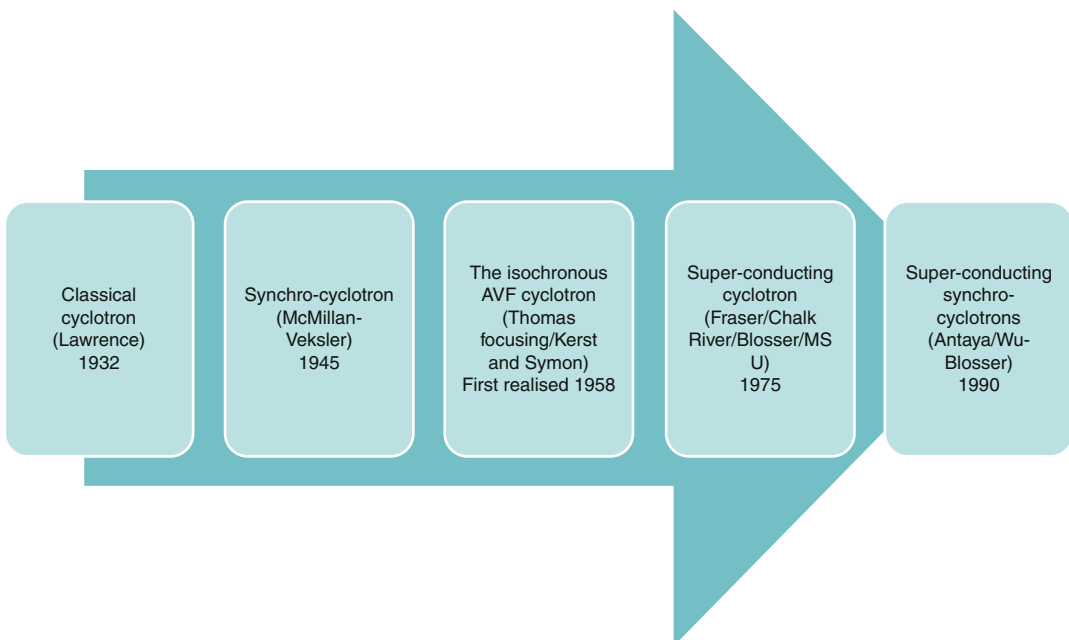 Classical
cyclotron
(Lawrence)
1932
Synchro-cyclotron
(McMillan-
Veksler)
1945
The isochronous
AVF cyclotron
(Thomas
focusing/Kerst
and Symon)
First realised 1958
Super-conducting
cyclotron
(Fraser/Chalk
River/Blosser/MS
U)
1975
Super-conducting
synchro-
cyclotrons
(Antaya/Wu-
Blosser)
1990